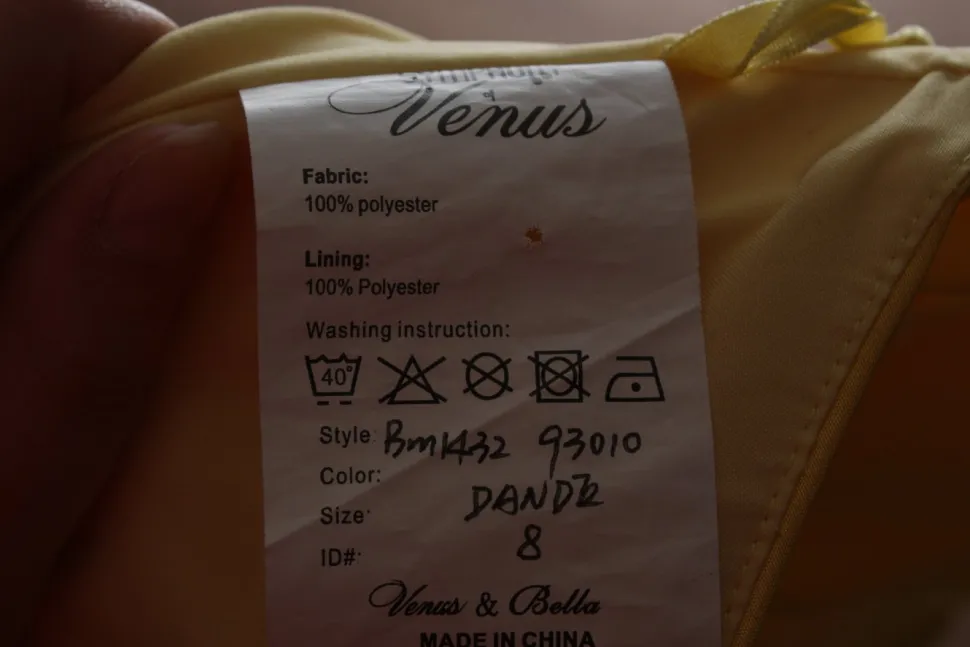 Venus
Fabric:
100% polyester
Lining:
100% Polyester
Washing instruction:
40°
Style: Bm1432 93010
Color:
DANDE
Size:
8
ID#:
Venus & Bella
MADE IN CHINA